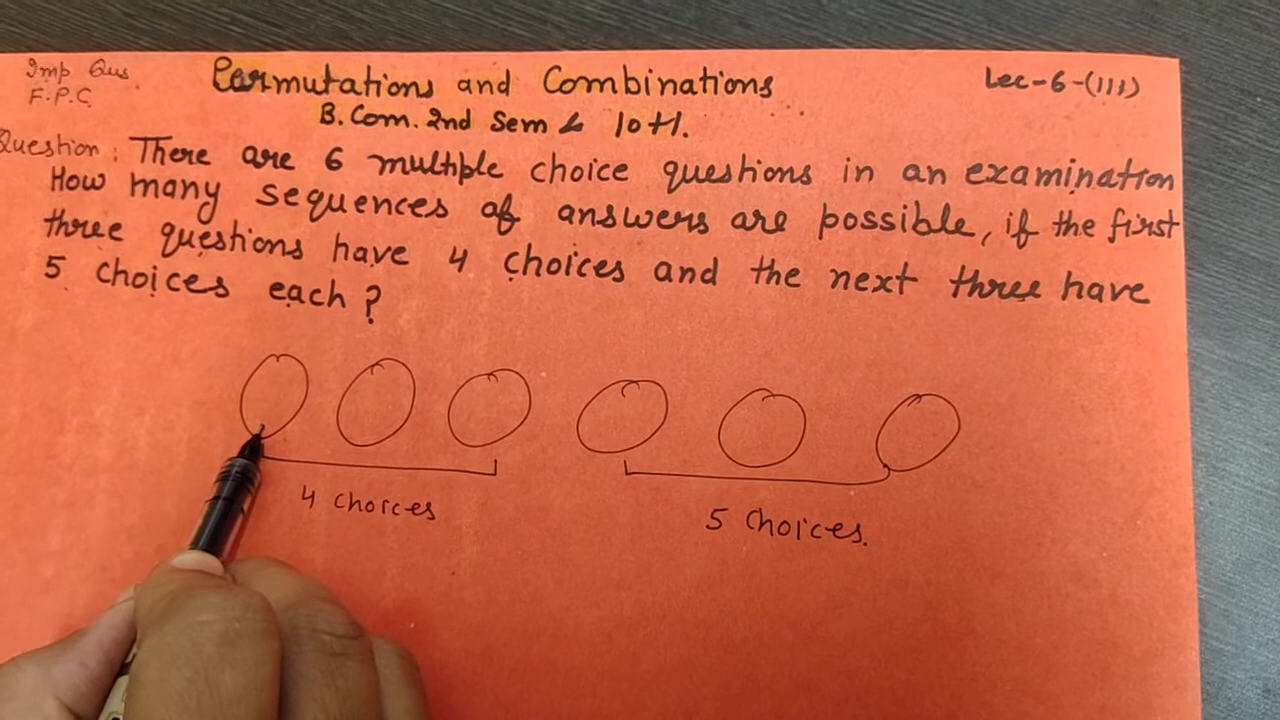 Imp Qus
F.P.C
Permutations and Combinations
Lec-6-(111)
B. Com. 2nd Sem & 10+1.
Question: There are 6 multiple choice questions in an examination
How many sequences of answers are possible, if the first
three questions have 4 choices and the next three have
5 choices each?
4 choices
5 Choices.